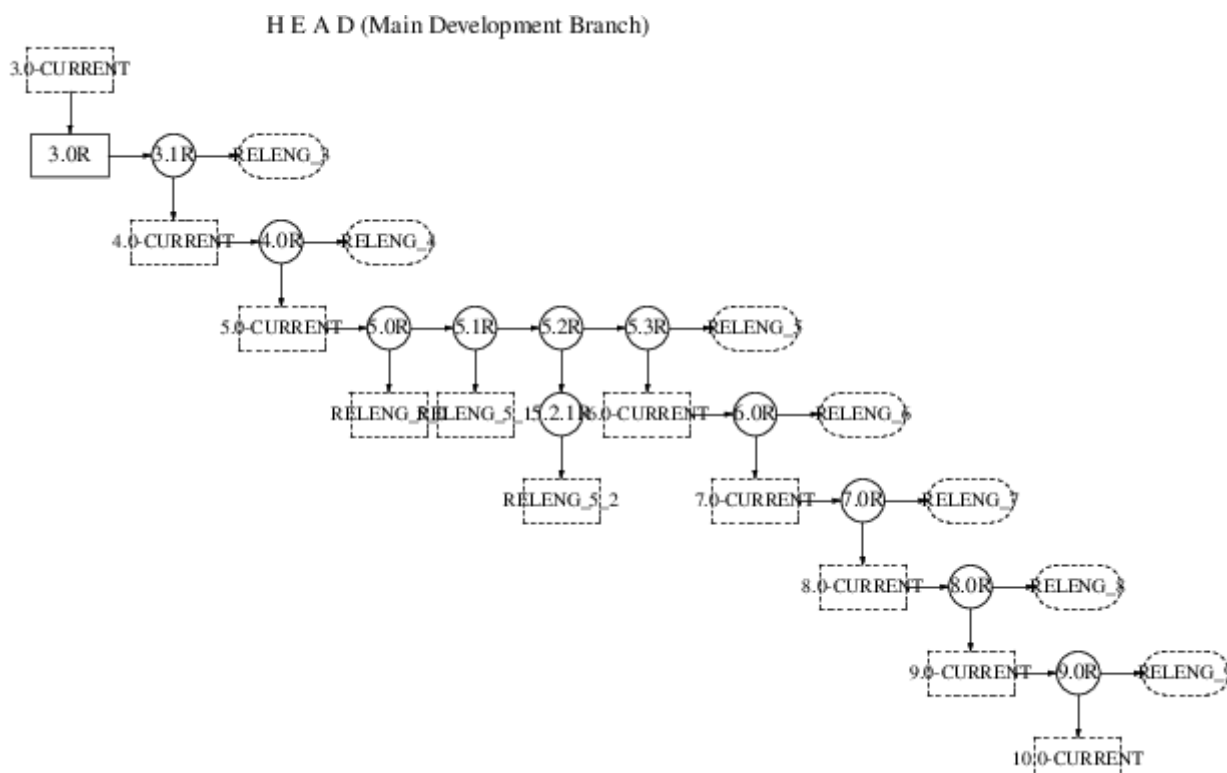 H E A D (Main Development Branch)
3.0-CURRENT
3.0R
3.1R
RELENG_3
4.0-CURRENT
4.0R
RELENG_4
5.0-CURRENT
5.0R
5.1R
5.2R
5.3R
RELENG_5
RELENG_5_1
5.2.1R
6.0-CURRENT
6.0R
RELENG_6
RELENG_5_2
7.0-CURRENT
7.0R
RELENG_7
8.0-CURRENT
8.0R
RELENG_8
9.0-CURRENT
9.0R
10.0-CURRENT